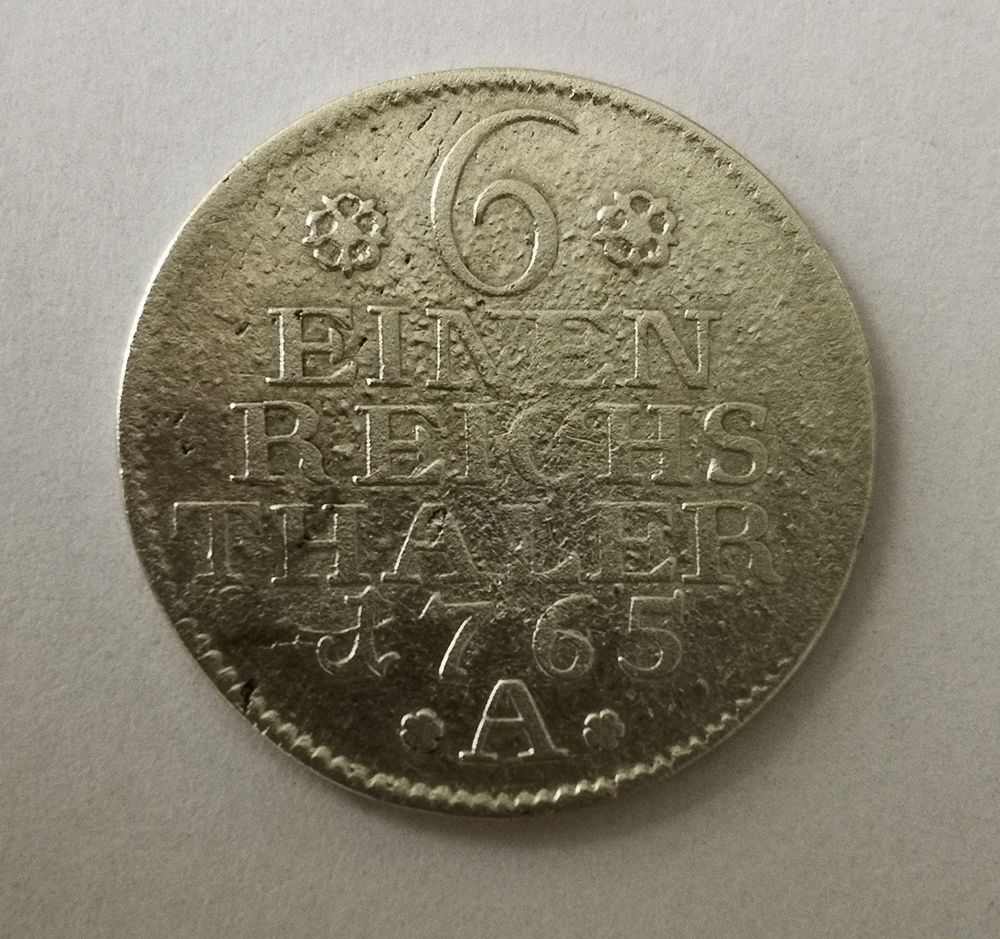 6
EINEN
REICHS
THALER
1765
A